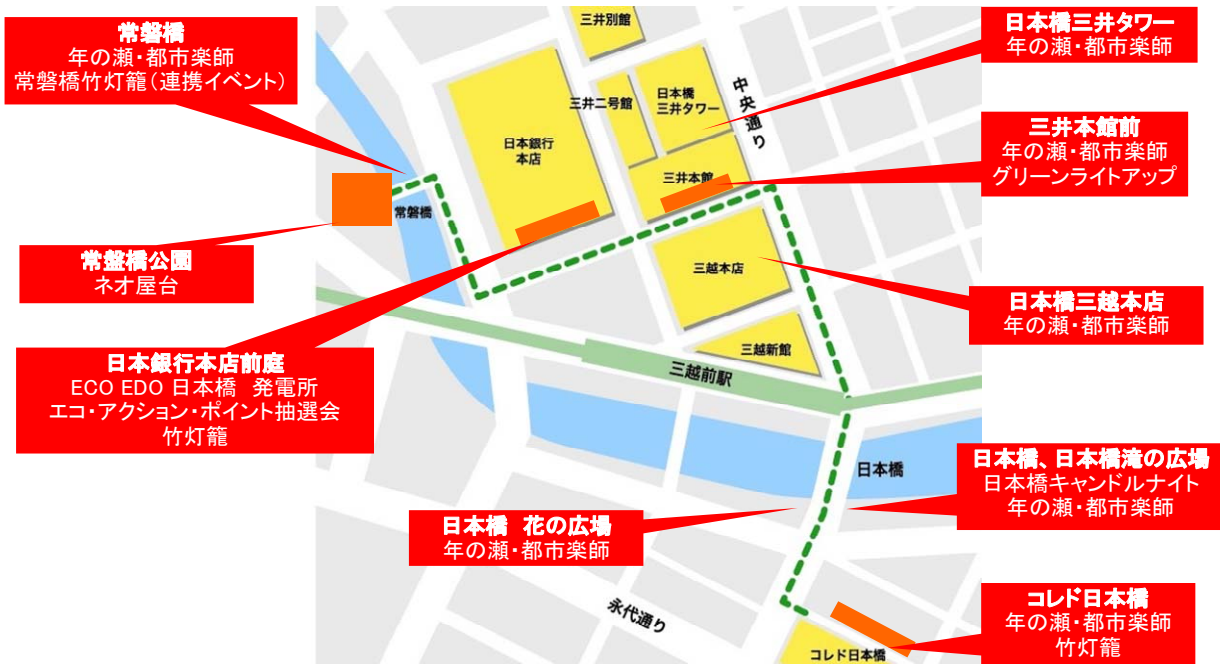 常磐橋
年の瀬・都市楽師
常磐橋竹灯籠(連携イベント)
日本橋三井タワー
年の瀬・都市楽師
三井本館前
年の瀬・都市楽師
グリーンライトアップ
常盤橋公園
ネオ屋台
日本橋三越本店
年の瀬・都市楽師
日本銀行本店前庭
ECO EDO 日本橋 発電所
エコ・アクション・ポイント抽選会
竹灯籠
日本橋、日本橋滝の広場
日本橋キャンドルナイト
年の瀬・都市楽師
日本橋 花の広場
年の瀬・都市楽師
コレド日本橋
年の瀬・都市楽師
竹灯籠
三井別館
三井二号館
日本橋
三井タワー
中央通り
日本銀行
本店
三井本館
常磐橋
三越本店
三越新館
三越前駅
日本橋
永代通り
コレド日本橋